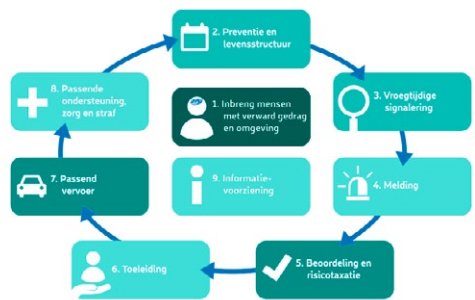 2. Preventie en
levensstructuur
8. Passende
ondersteuning,
zorg en straf
1. Inbreng mensen
met verward gedrag
en omgeving
3. Vroegtijdige
signalering
7. Passend
vervoer
9. Informatie-
voorziening
4. Melding
6. Toeleiding
5. Beoordeling en
risicotaxatie